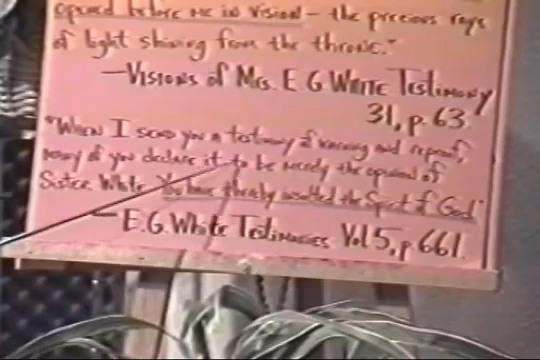 opened before me in vision – the precious rays
of light shining from the throne."
—Visions of Mrs. E G White Testimony
31, p. 63.
"When I send you a testimony of warning and reproof,
many of you declare it to be merely the opinion of
Sister White. You have thereby insulted the Spirit of God"
— E.G. White Testimonies Vol 5, p 661.